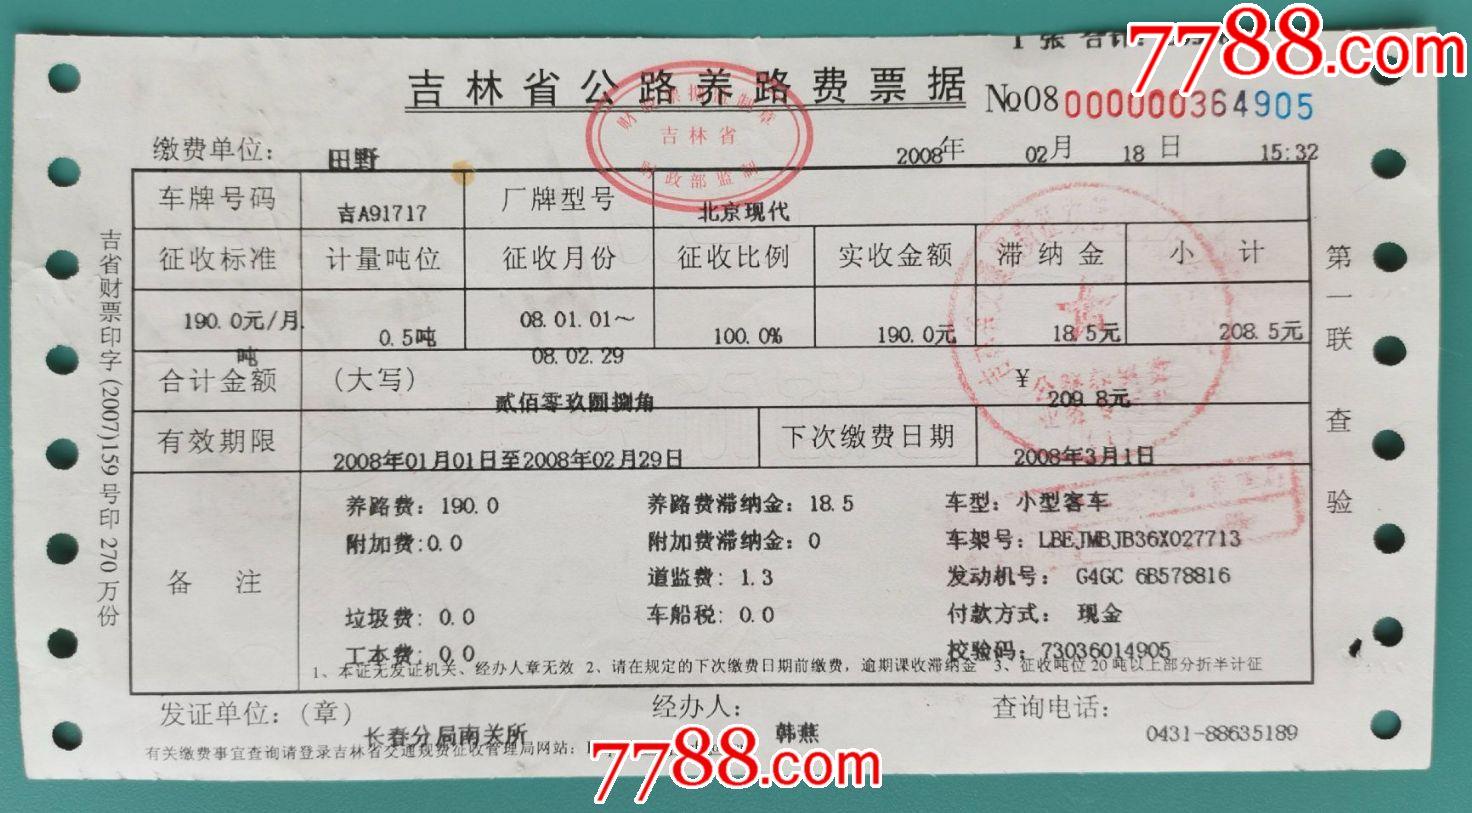 7788.com
1 张 合计:
吉林省公路养路费票据 №08 000000364905
财政票据监制章
吉林省
财政部监制
缴费单位: 田野 2008年 02月 18日 15:32
车牌号码 吉A91717 厂牌型号 北京现代
征收标准 计量吨位 征收月份 征收比例 实收金额 滞纳金 小计
190.0元/月.吨 0.5吨 08.01.01~08.02.29 100.0% 190.0元 18.5元 208.5元
合计金额 (大写) 贰佰零玖圆捌角 ¥209.8元
有效期限 2008年01月01日至2008年02月29日 下次缴费日期 2008年3月1日
备注
养路费: 190.0 养路费滞纳金: 18.5 车型: 小型客车
附加费:0.0 附加费滞纳金: 0 车架号: LBEJMBJB36X027713
道监费: 1.3 发动机号: G4GC 6B578816
垃圾费: 0.0 车船税: 0.0 付款方式: 现金
工本费: 0.0 校验码: 73036014905
1、本证无发证机关、经办人章无效 2、请在规定的下次缴费日期前缴费,逾期课收滞纳金 3、征收吨位20吨以上部分折半计征
发证单位:(章) 长春分局南关所 经办人: 韩燕 查询电话: 0431-88635189
有关缴费事宜查询请登录吉林省交通规费征收管理局网站:
吉省财票印字(2007)159号印270万份
第一联查验
7788.com